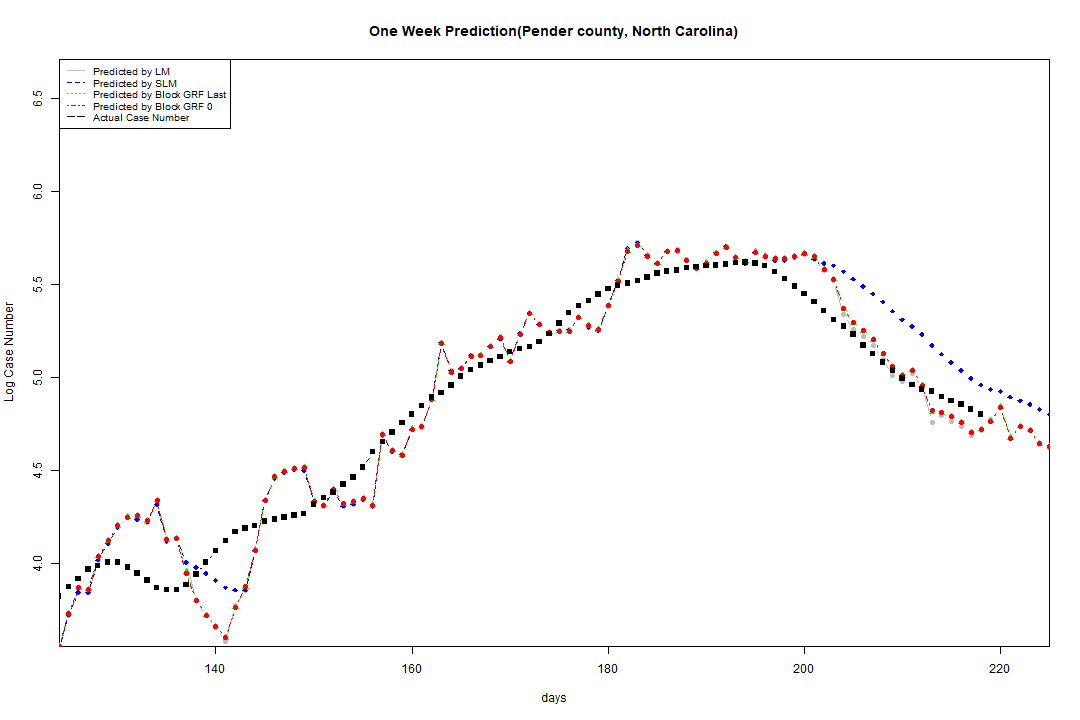 One Week Prediction(Pender county, North Carolina)
Predicted by LM
Predicted by SLM
Predicted by Block GRF Last
Predicted by Block GRF 0
Actual Case Number
6.5
6.0
5.5
5.0
4.5
4.0
Log Case Number
140 160 180 200 220
days